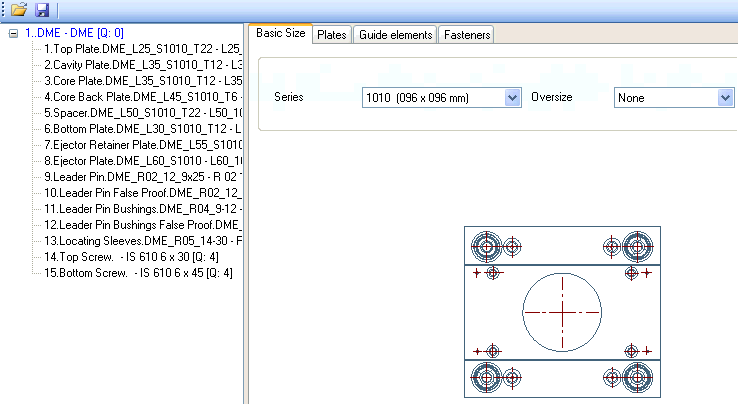 1..DME - DME [Q: 0]
1.Top Plate.DME_L25_S1010_T22 - L25_
2.Cavity Plate.DME_L35_S1010_T12 - L3
3.Core Plate.DME_L35_S1010_T12 - L35
4.Core Back Plate.DME_L45_S1010_T6 -
5.Spacer.DME_L50_S1010_T22 - L50_10
6.Bottom Plate.DME_L30_S1010_T12 - L
7.Ejector Retainer Plate.DME_L55_S1010
8.Ejector Plate.DME_L60_S1010 - L60_10
9.Leader Pin.DME_R02_12_9x25 - R 02
10.Leader Pin False Proof.DME_R02_12_
11.Leader Pin Bushings.DME_R04_9-12 -
12.Leader Pin Bushings False Proof.DME_
13.Locating Sleeves.DME_R05_14-30 - F
14.Top Screw. - IS 610 6 x 30 [Q: 4]
15.Bottom Screw. - IS 610 6 x 45 [Q: 4]
Basic Size Plates Guide elements Fasteners
Series 1010 (096 x 096 mm) Oversize None